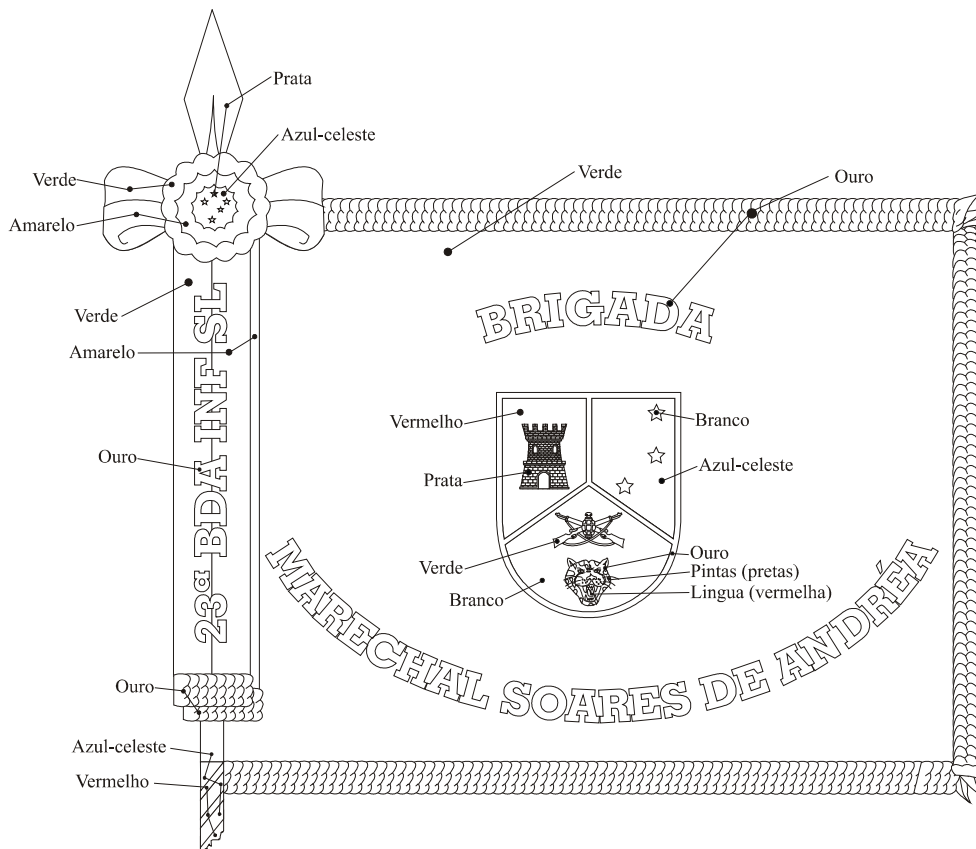 Prata
Azul-celeste
Verde
Verde
Ouro
Amarelo
BRIGADA
Verde
Amarelo
Vermelho
Branco
Azul-celeste
Prata
Ouro
23ª BDA INF SL
Verde
Ouro
Pintas (pretas)
Branco
Lingua (vermelha)
MARECHAL SOARES DE ANDRÉA
Ouro
Azul-celeste
Vermelho